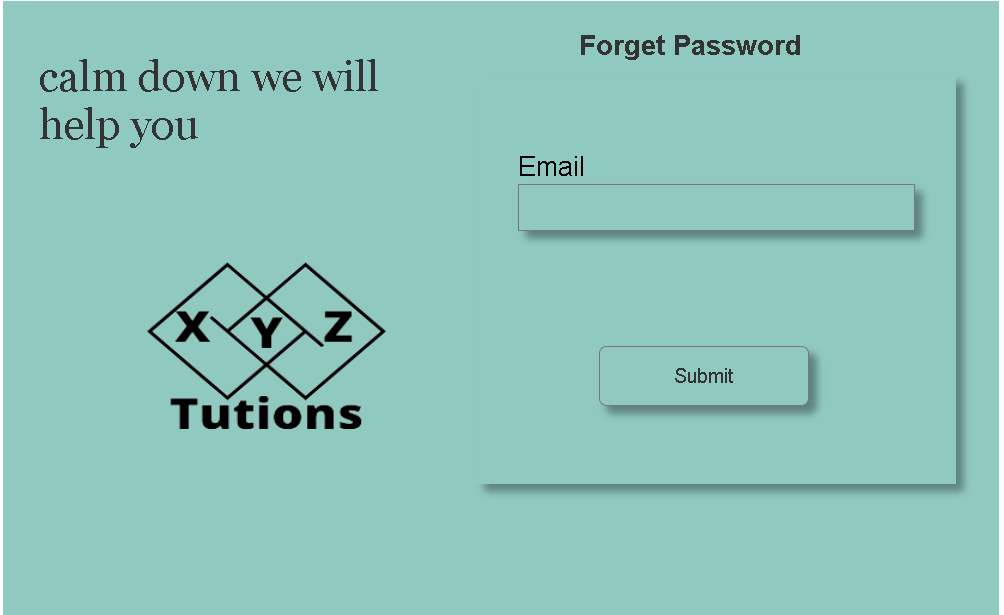 calm down we will
help you
Forget Password
Email
Submit
X Y Z
Tutions